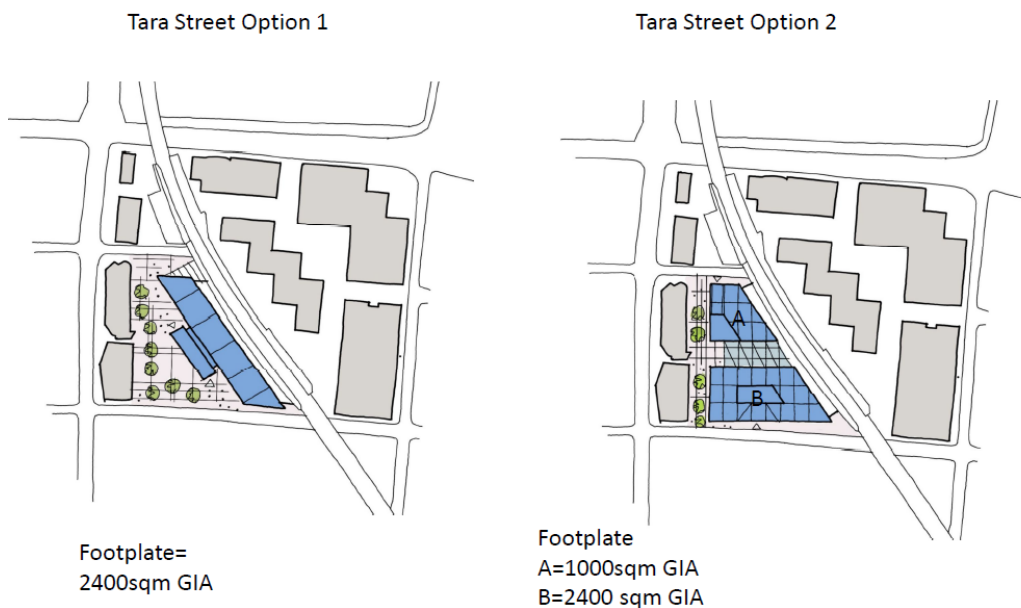 Tara Street Option 1
Tara Street Option 2
A
B
Footplate=
2400sqm GIA
Footplate
A=1000sqm GIA
B=2400 sqm GIA